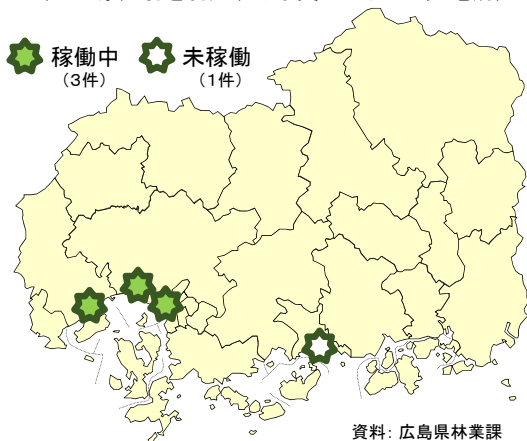 稼働中
（3件）
未稼働
（1件）
資料：広島県林業課